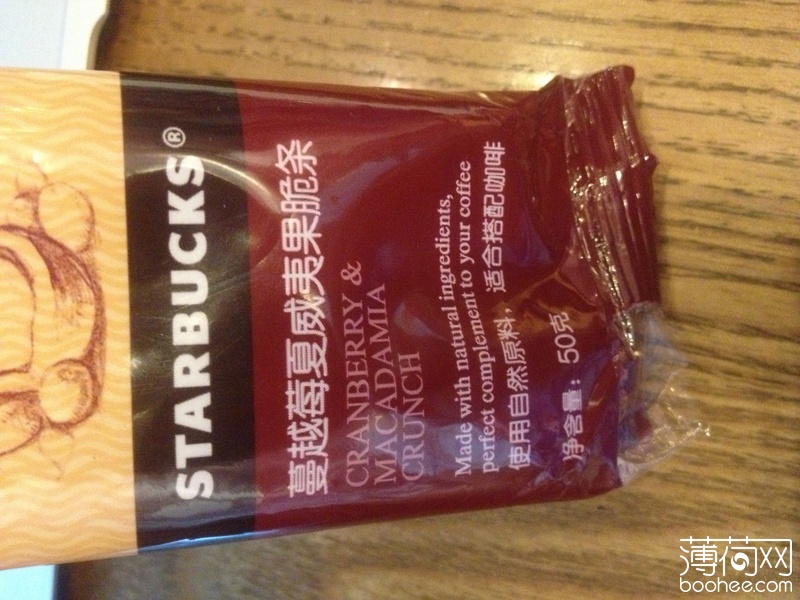 STARBUCKS®
蔓越莓夏威夷果脆条
CRANBERRY &
MACADAMIA
CRUNCH
Made with natural ingredients,
perfect complement to your coffee
使用自然原料，适合搭配咖啡
净含量：50克
薄荷网
boohee.com